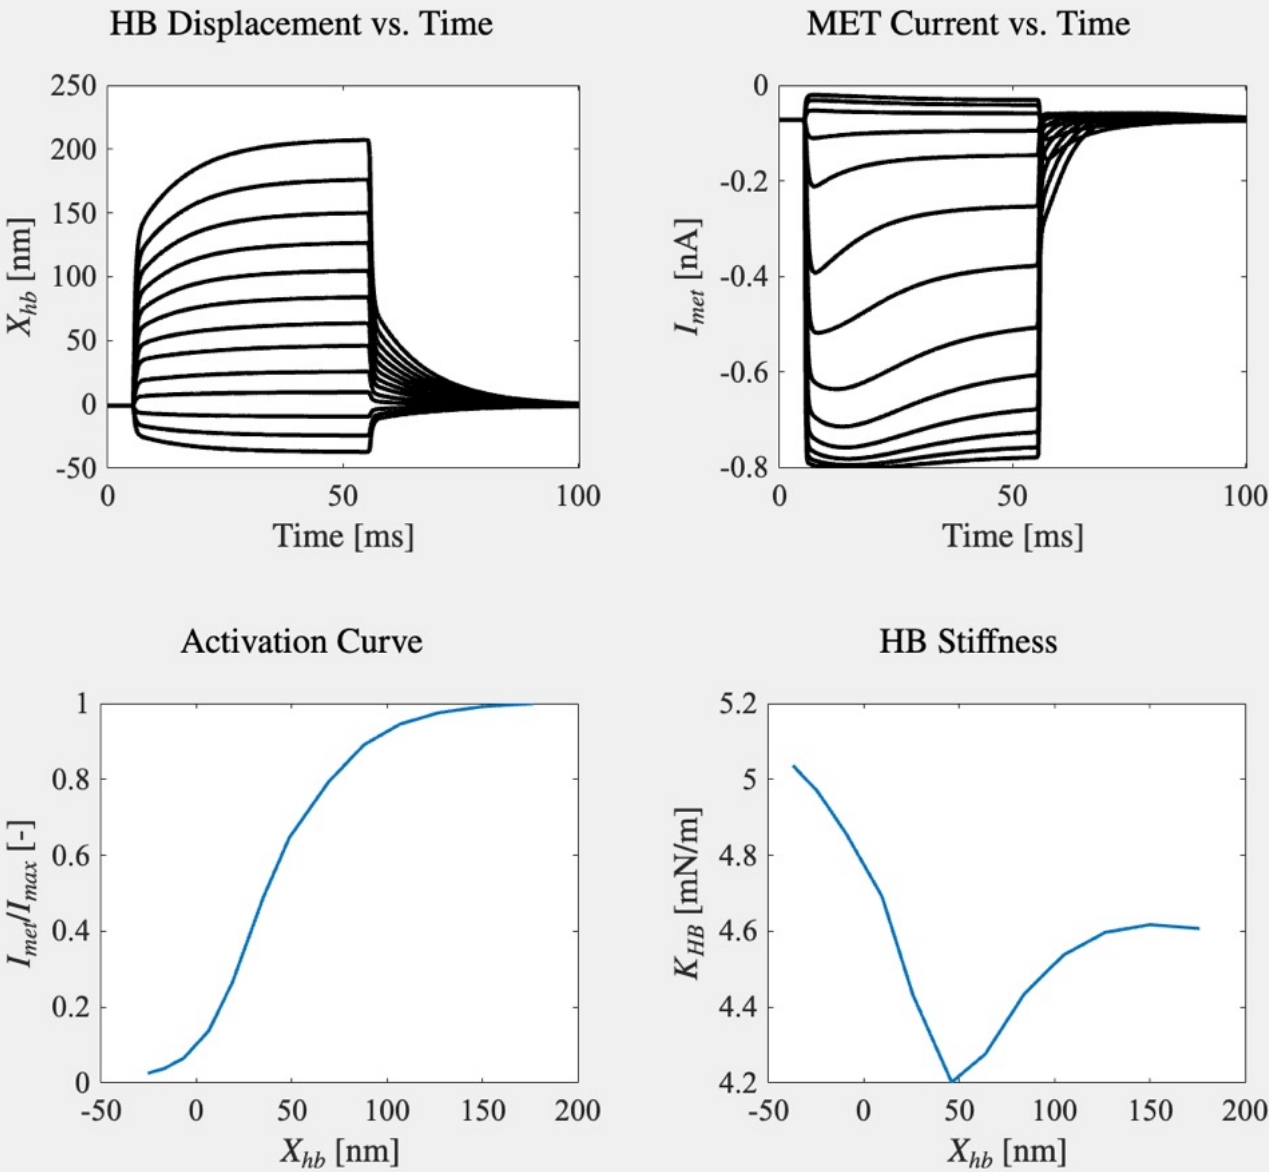 HB Displacement vs. Time
250
200
150
100
50
0
-50
X_hb [nm]
0 50 100
Time [ms]
MET Current vs. Time
0
-0.2
-0.4
-0.6
-0.8
I_met [nA]
0 50 100
Time [ms]
Activation Curve
1
0.8
0.6
0.4
0.2
0
I_met/I_max [-]
-50 0 50 100 150 200
X_hb [nm]
HB Stiffness
5.2
5
4.8
4.6
4.4
4.2
K_HB [mN/m]
-50 0 50 100 150 200
X_hb [nm]